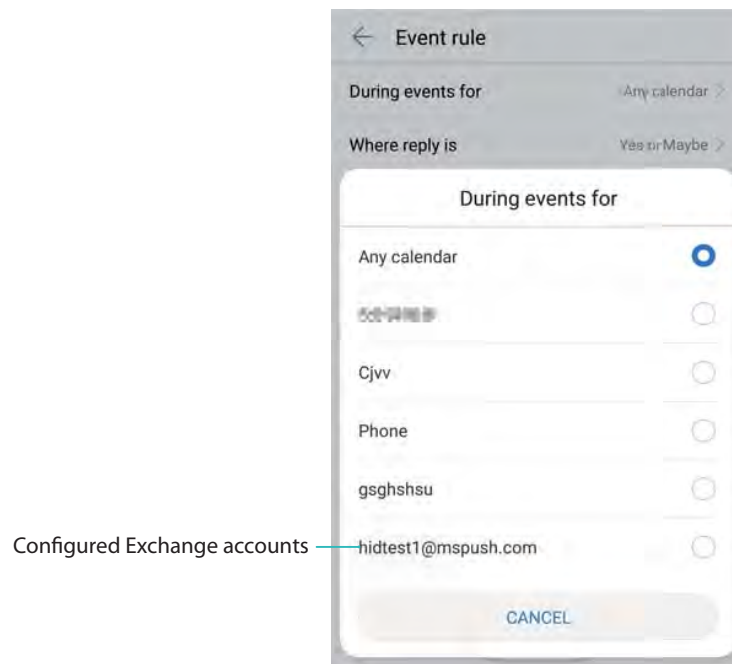 Event rule
During events for Any calendar
Where reply is Yes or Maybe
During events for
Any calendar
Cjvv
Phone
gsghshsu
Configured Exchange accounts hidtest1@mspush.com
CANCEL